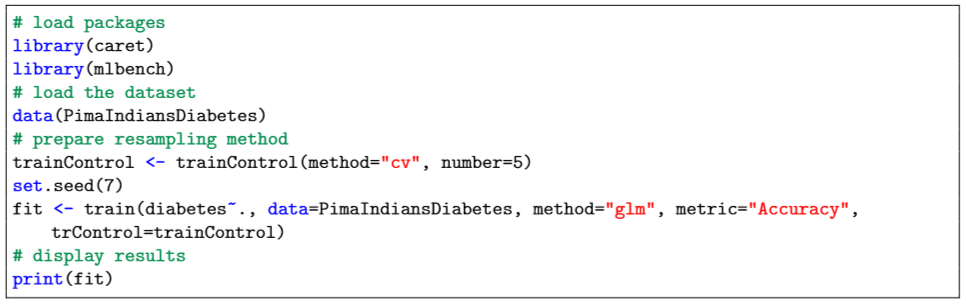 # load packages
library(caret)
library(mlbench)
# load the dataset
data(PimaIndiansDiabetes)
# prepare resampling method
trainControl <- trainControl(method="cv", number=5)
set.seed(7)
fit <- train(diabetes~., data=PimaIndiansDiabetes, method="glm", metric="Accuracy",
trControl=trainControl)
# display results
print(fit)